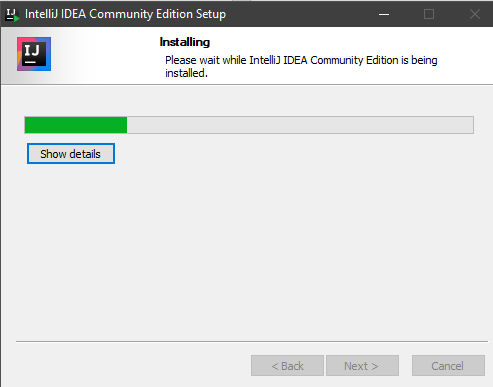 IJ IntelliJ IDEA Community Edition Setup
IJ
Installing
Please wait while IntelliJ IDEA Community Edition is being
installed.
Show details
< Back Next > Cancel